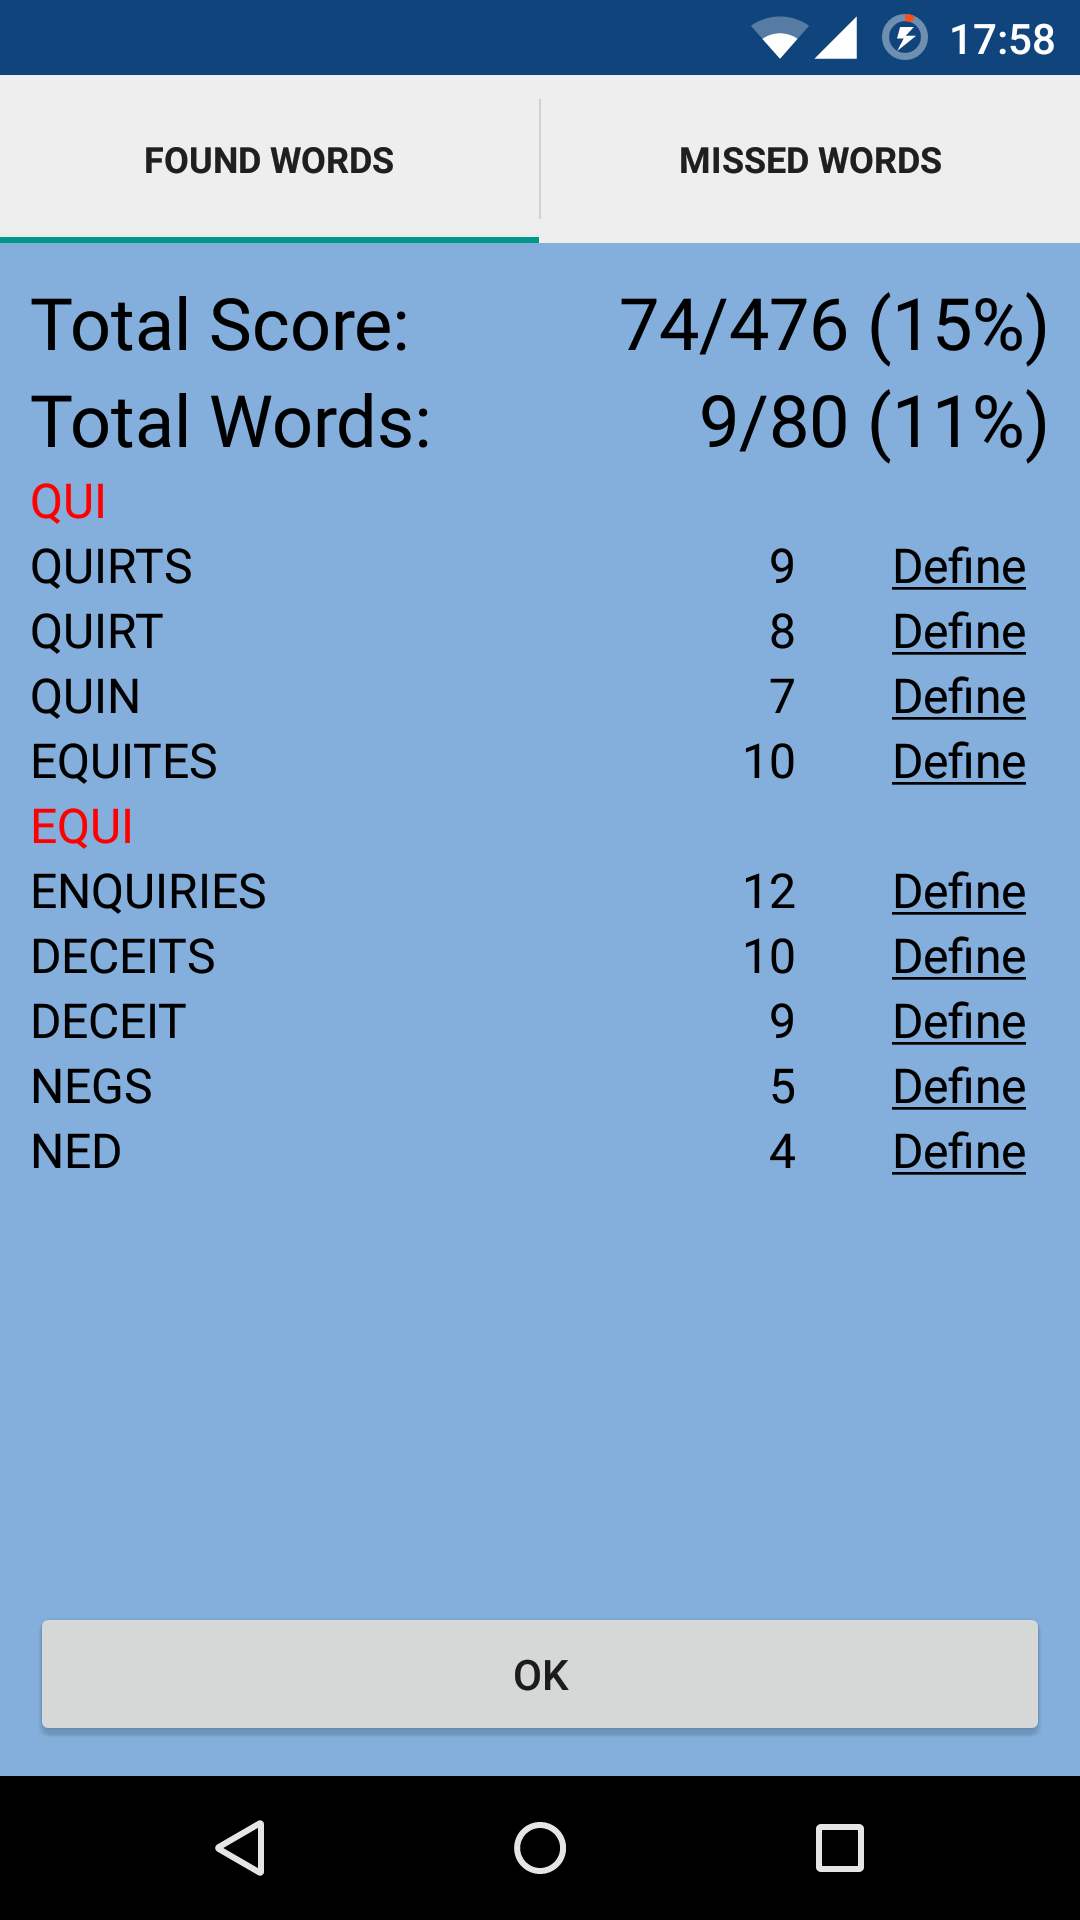 17:58
FOUND WORDS MISSED WORDS
Total Score: 74/476 (15%)
Total Words: 9/80 (11%)
QUI
QUIRTS 9 Define
QUIRT 8 Define
QUIN 7 Define
EQUITES 10 Define
EQUI
ENQUIRIES 12 Define
DECEITS 10 Define
DECEIT 9 Define
NEGS 5 Define
NED 4 Define
OK